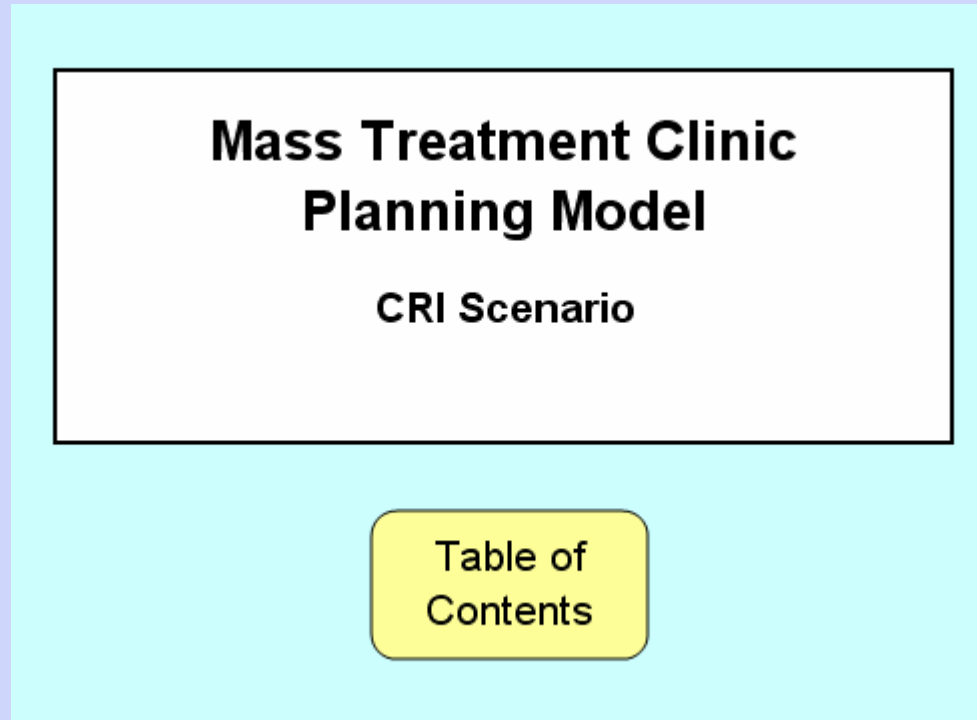 Mass Treatment Clinic
Planning Model
CRI Scenario
Table of
Contents